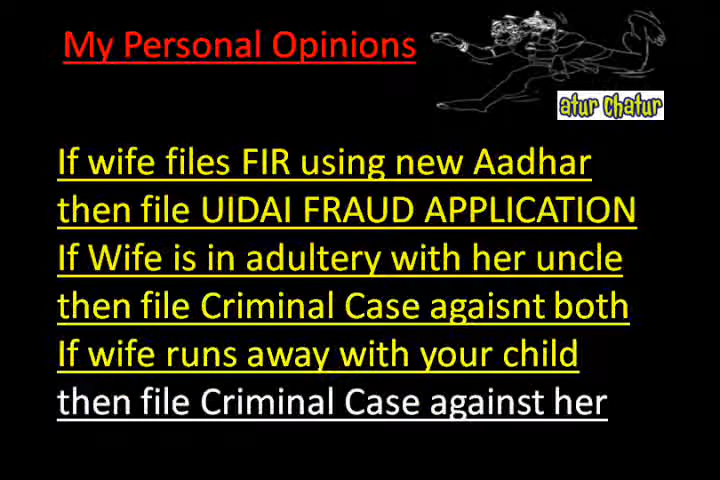 My Personal Opinions
atur chatur
If wife files FIR using new Aadhar
then file UIDAI FRAUD APPLICATION
If Wife is in adultery with her uncle
then file Criminal Case agaisnt both
If wife runs away with your child
then file Criminal Case against her